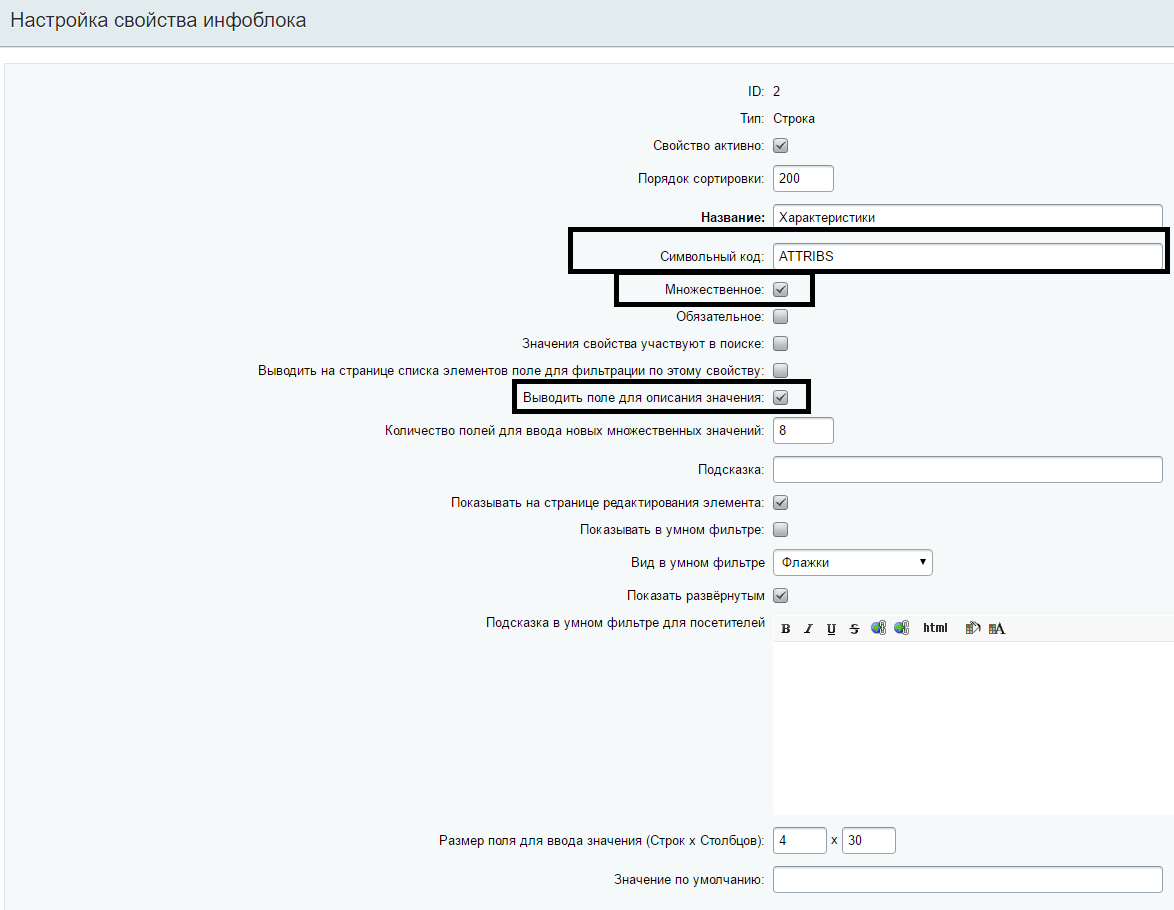 Настройка свойства инфоблока
ID: 2
Тип: Строка
Свойство активно:
Порядок сортировки: 200
Название: Характеристики
Символьный код: ATTRIBS
Множественное:
Обязательное:
Значения свойства участвуют в поиске:
Выводить на странице списка элементов поле для фильтрации по этому свойству:
Выводить поле для описания значения:
Количество полей для ввода новых множественных значений: 8
Подсказка:
Показывать на странице редактирования элемента:
Показывать в умном фильтре:
Вид в умном фильтре Флажки
Показать развёрнутым
Подсказка в умном фильтре для посетителей B I U S html A
Размер поля для ввода значения (Строк x Столбцов): 4 x 30
Значение по умолчанию: